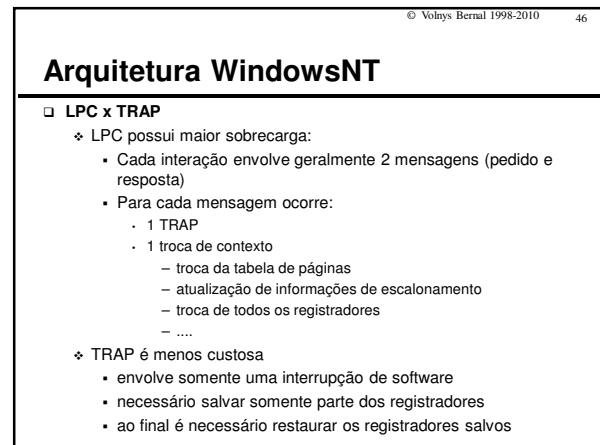 © Volnys Bernal 1998-2010 46
Arquitetura WindowsNT
❑ LPC x TRAP
❖ LPC possui maior sobrecarga:
▪ Cada interação envolve geralmente 2 mensagens (pedido e
resposta)
▪ Para cada mensagem ocorre:
· 1 TRAP
· 1 troca de contexto
– troca da tabela de páginas
– atualização de informações de escalonamento
– troca de todos os registradores
– ....
❖ TRAP é menos custosa
▪ envolve somente uma interrupção de software
▪ necessário salvar somente parte dos registradores
▪ ao final é necessário restaurar os registradores salvos